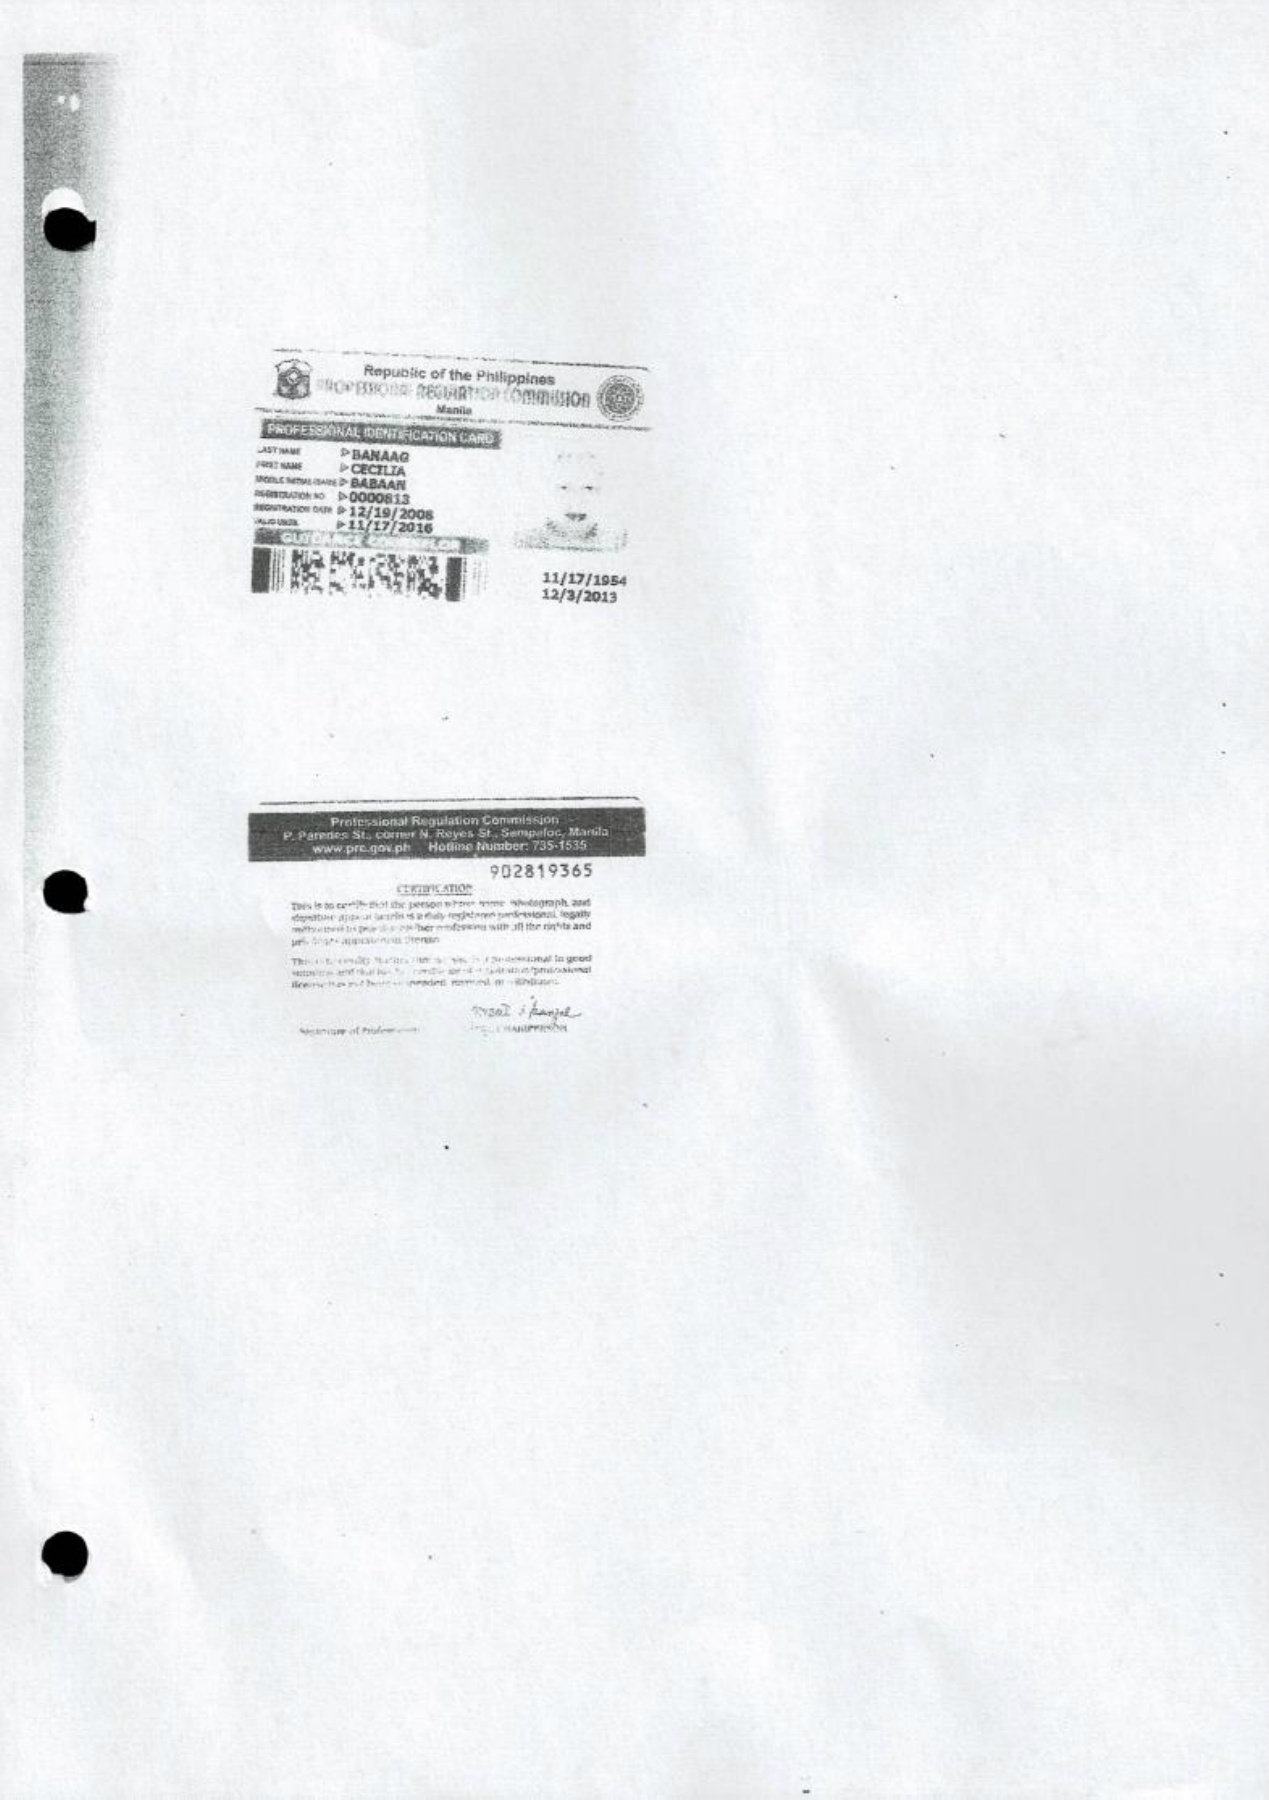 Republic of the Philippines
PROFESSIONAL REGULATION COMMISSION
Manila
PROFESSIONAL IDENTIFICATION CARD
LAST NAME BANAAG
FIRST NAME CECILIA
MIDDLE INITIAL/NAME BABAAN
REGISTRATION NO 0000813
REGISTRATION DATE 12/19/2008
VALID UNTIL 11/17/2016
GUIDANCE COUNSELOR
11/17/1954
12/3/2013
Professional Regulation Commission
P. Paredes St., corner N. Reyes St., Sampaloc, Manila
www.prc.gov.ph Hotline Number: 735-1535
902819365
CERTIFICATION
This is to certify that the person whose name, photograph, and
signature appear herein is a duly registered professional, legally
authorized to practice his/her profession with all the rights and
privileges appurtenant thereto.
This is to certify further that he/she is a professional in good
standing and that his/her certificate of registration/professional
license has not been suspended, revoked or withdrawn.
Signature of Professional
CHAIRPERSON